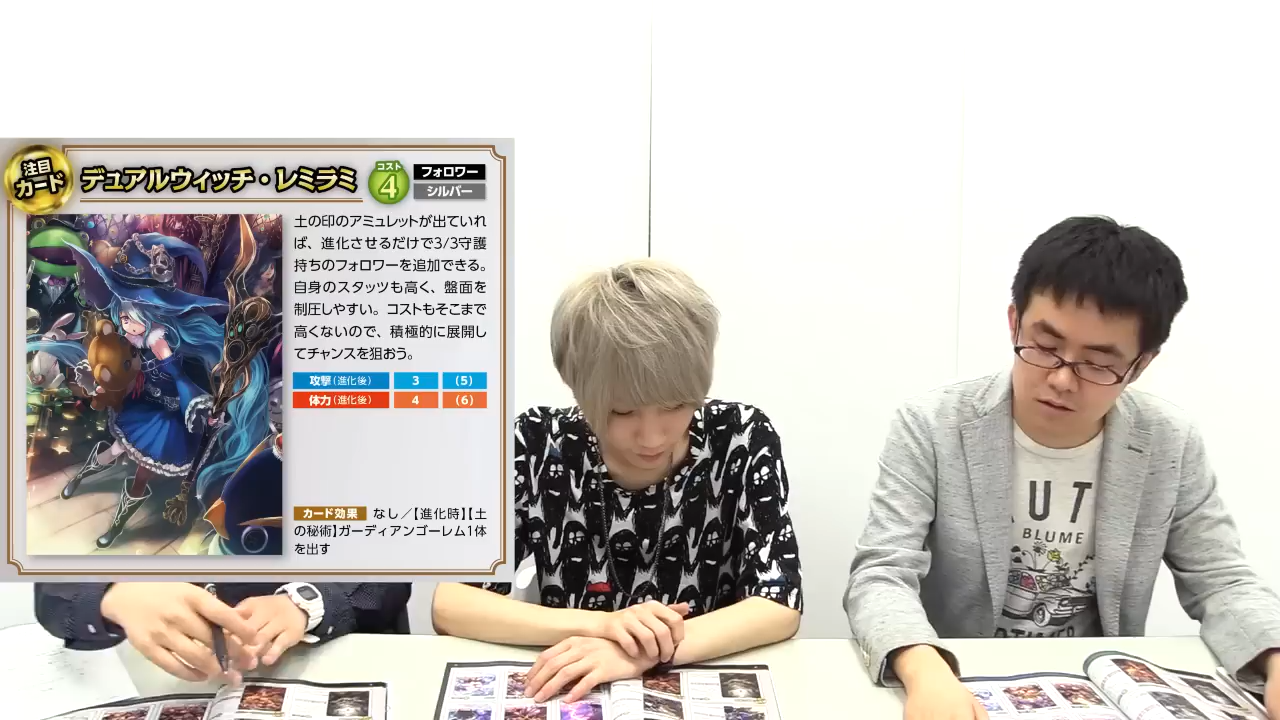 注目
カード
デュアルウィッチ・レミラミ
コスト
4
フォロワー
シルバー
土の印のアミュレットが出ていれ
ば、進化させるだけで3/3守護
持ちのフォロワーを追加できる。
自身のスタッツも高く、盤面を
制圧しやすい。コストもそこまで
高くないので、積極的に展開し
てチャンスを狙おう。
攻撃(進化後) 3 (5)
体力(進化後) 4 (6)
カード効果 なし/【進化時】【土
の秘術】ガーディアンゴーレム1体
を出す
BLUME